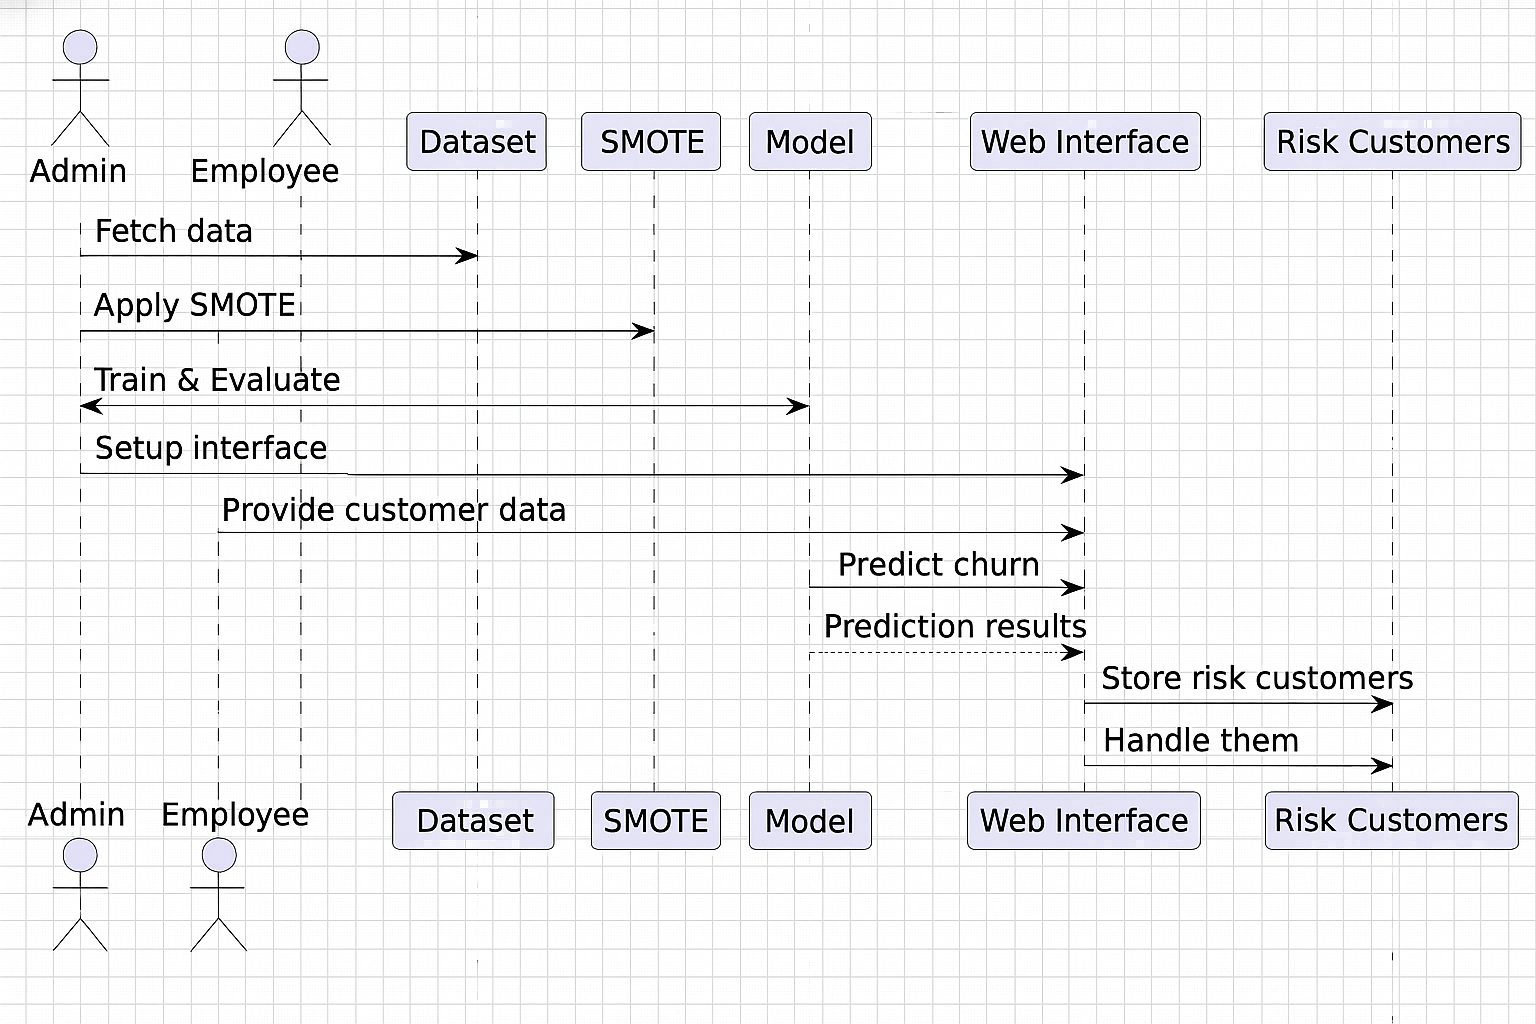 Admin
Employee
Dataset
SMOTE
Model
Web Interface
Risk Customers
Fetch data
Apply SMOTE
Train & Evaluate
Setup interface
Provide customer data
Predict churn
Prediction results
Store risk customers
Handle them
Admin
Employee
Dataset
SMOTE
Model
Web Interface
Risk Customers